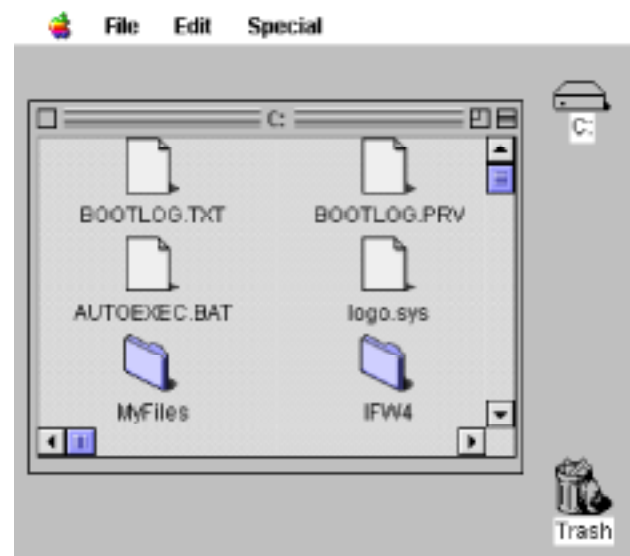 File Edit Special
C:
C:
BOOTLOG.TXT BOOTLOG.PRV
AUTOEXEC.BAT logo.sys
MyFiles IFW4
Trash